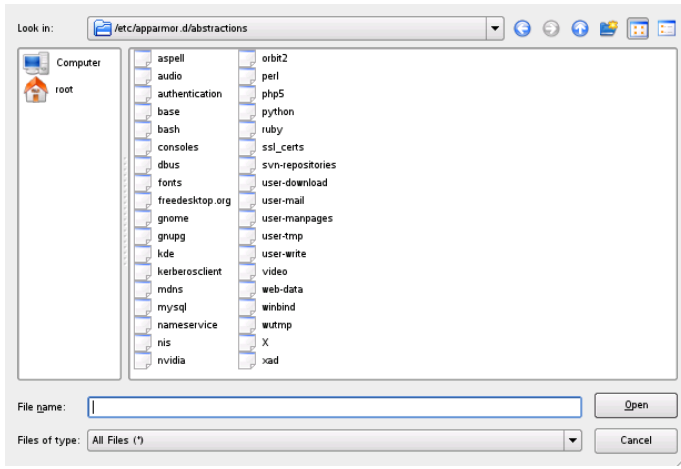 Look in: /etc/apparmor.d/abstractions
Computer
root
aspell
audio
authentication
base
bash
consoles
dbus
fonts
freedesktop.org
gnome
gnupg
kde
kerberosclient
mdns
mysql
nameservice
nis
nvidia
orbit2
perl
php5
python
ruby
ssl_certs
svn-repositories
user-download
user-mail
user-manpages
user-tmp
user-write
video
web-data
winbind
wutmp
X
xad
File name:
Open
Files of type: All Files (*)
Cancel